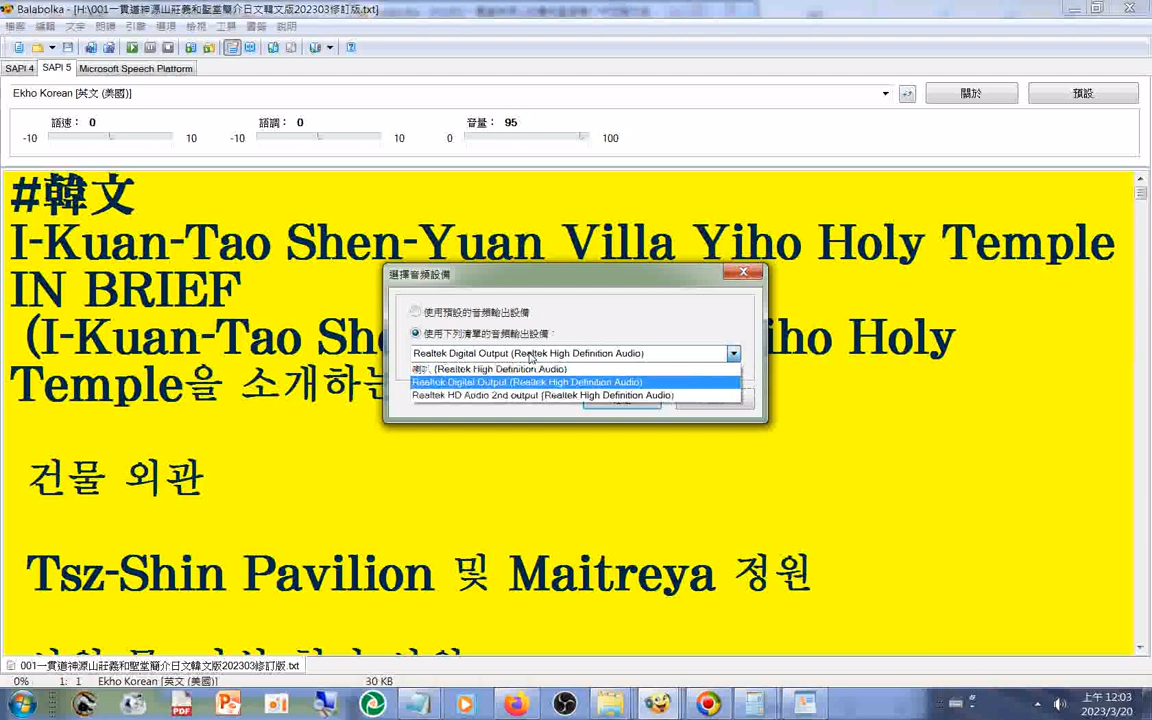 Balabolka - [H:\001一貫道神源山莊義和聖堂簡介日文韓文版202303修訂版.txt]
檔案 編輯 文字 朗讀 引擎 選項 檢視 工具 書籤 說明
SAPI 4 SAPI 5 Microsoft Speech Platform
Ekho Korean [英文 (美國)]
關於 預設
語速： 0 語調： 0 音量： 95
-10 10 -10 10 0 100
#韓文
I-Kuan-Tao Shen-Yuan Villa Yiho Holy Temple
IN BRIEF
(I-Kuan-Tao She iho Holy
Temple을 소개하는
건물 외관
Tsz-Shin Pavilion 및 Maitreya 정원
選擇音頻設備
使用預設的音頻輸出設備
使用下列清單的音頻輸出設備：
Realtek Digital Output (Realtek High Definition Audio)
喇叭 (Realtek High Definition Audio)
Realtek Digital Output (Realtek High Definition Audio)
Realtek HD Audio 2nd output (Realtek High Definition Audio)
001一貫道神源山莊義和聖堂簡介日文韓文版202303修訂版.txt
0% 1: 1 Ekho Korean [英文 (美國)] 30 KB
PDF
上午 12:03
2023/3/20